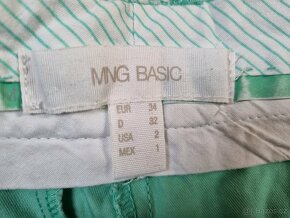 MNG BASIC
EUR 34
D 32
USA 2
MEX 1